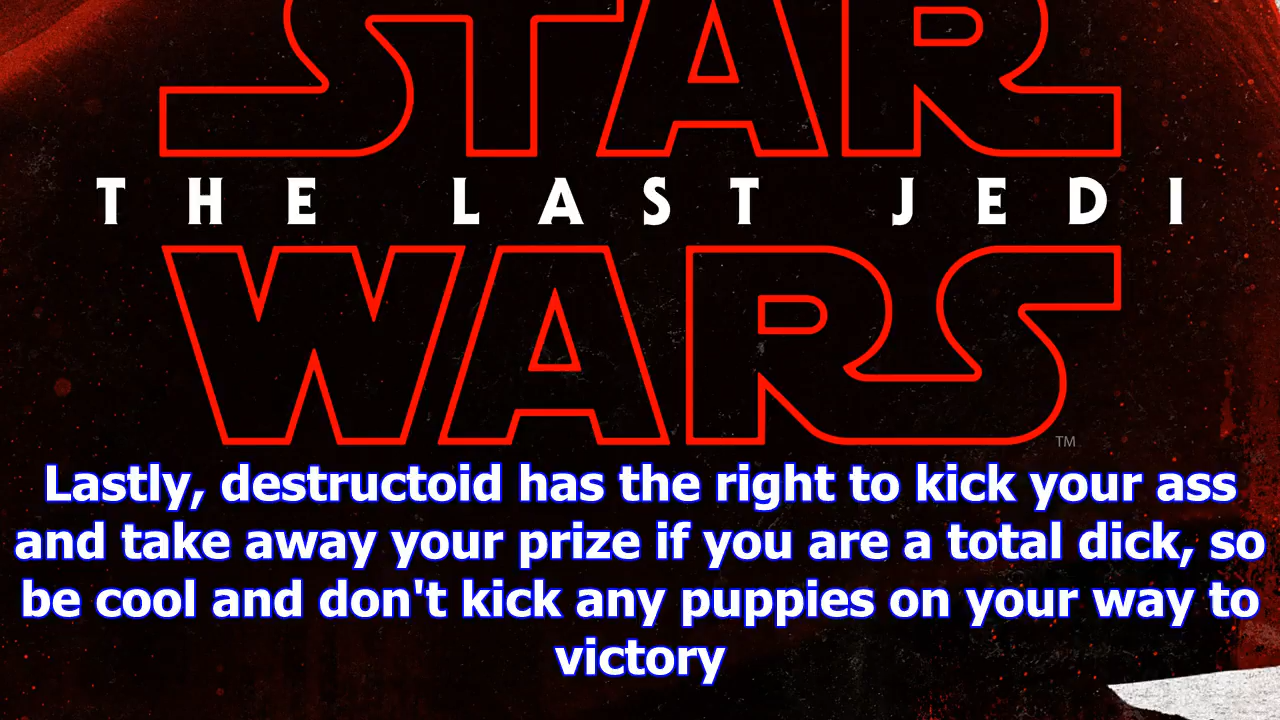 STAR
THE LAST JEDI
WARS
TM
Lastly, destructoid has the right to kick your ass
and take away your prize if you are a total dick, so
be cool and don't kick any puppies on your way to
victory